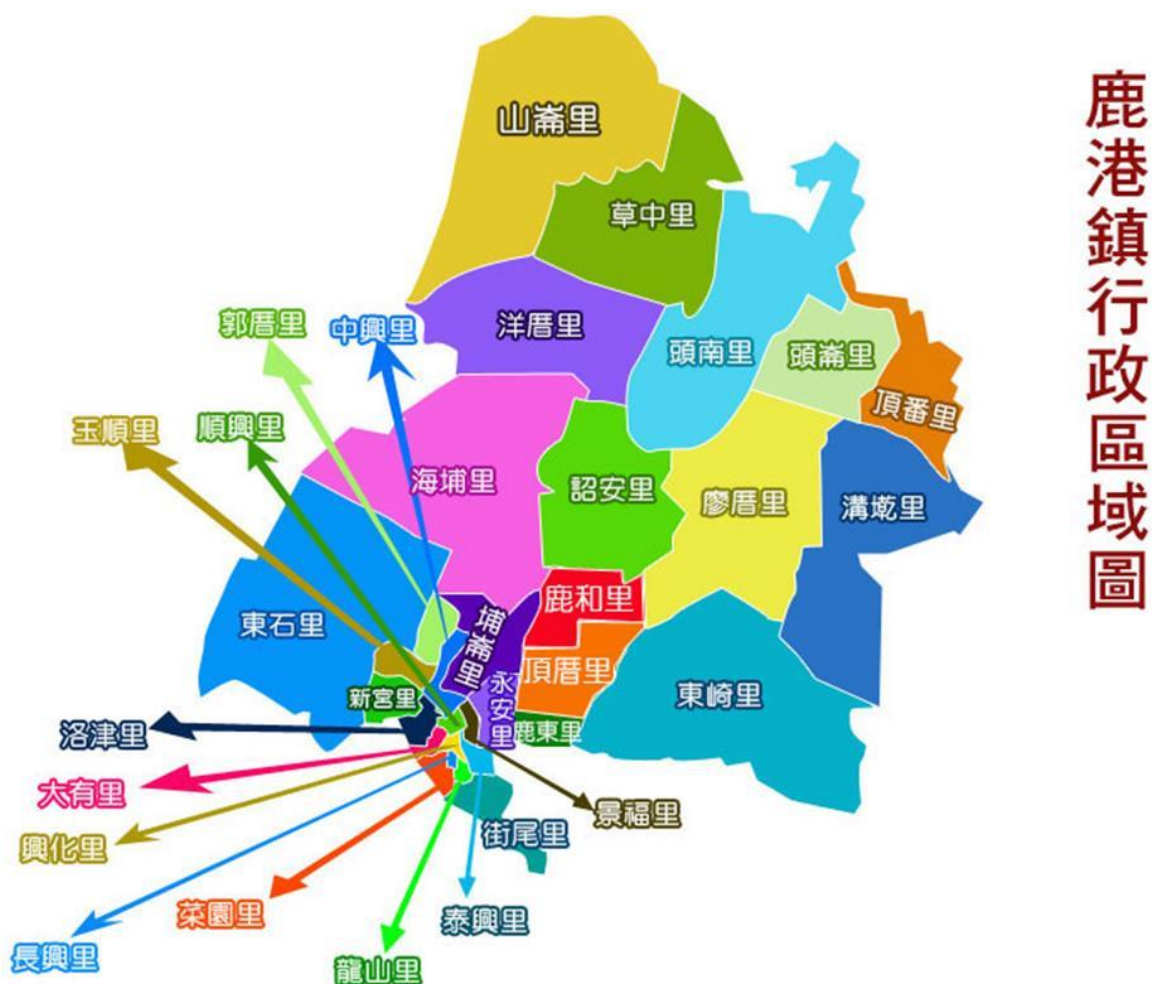 鹿港鎮行政區域圖
山崙里
草中里
洋厝里
頭南里
頭崙里
頂番里
郭厝里
中興里
玉順里
順興里
海埔里
詔安里
廖厝里
溝墘里
東石里
埔崙里
鹿和里
頂厝里
永安里
新宮里
東崎里
鹿東里
洛津里
大有里
興化里
景福里
街尾里
菜園里
泰興里
長興里
龍山里